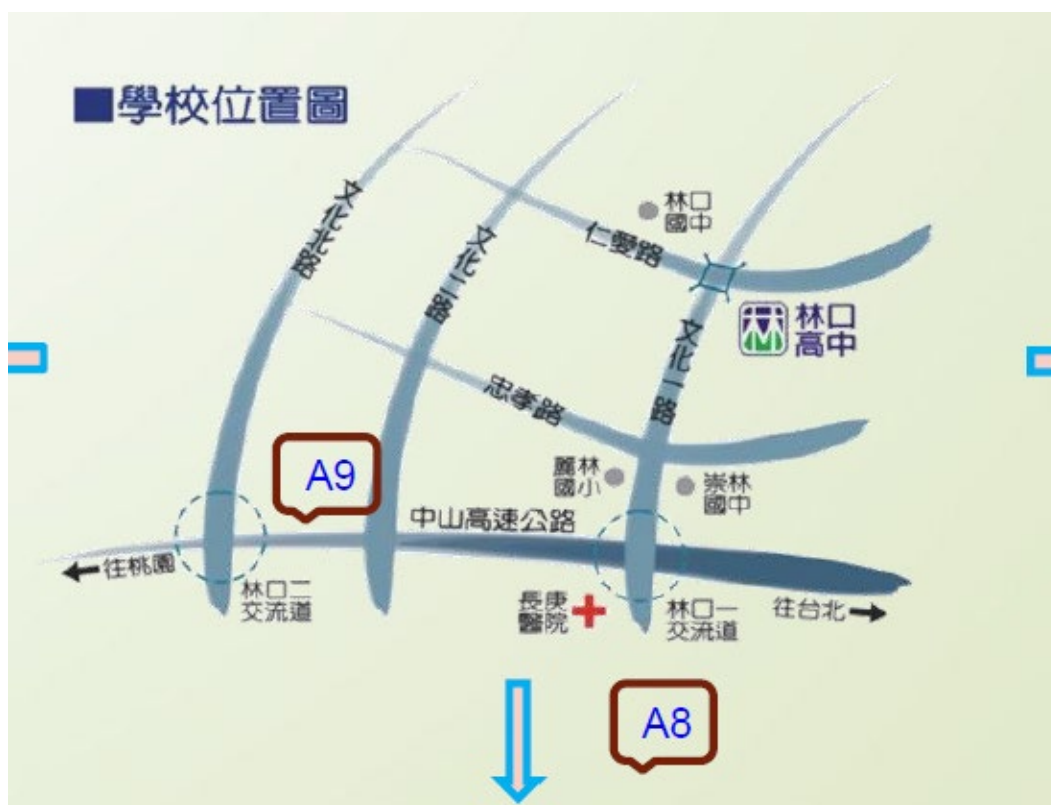 ■學校位置圖
文化北路
文化二路
林口
國中
仁愛路
林口
高中
文化一路
忠孝路
A9
麗林
國小
崇林
國中
中山高速公路
往桃園
林口二
交流道
長庚
醫院
林口一
交流道
往台北
A8